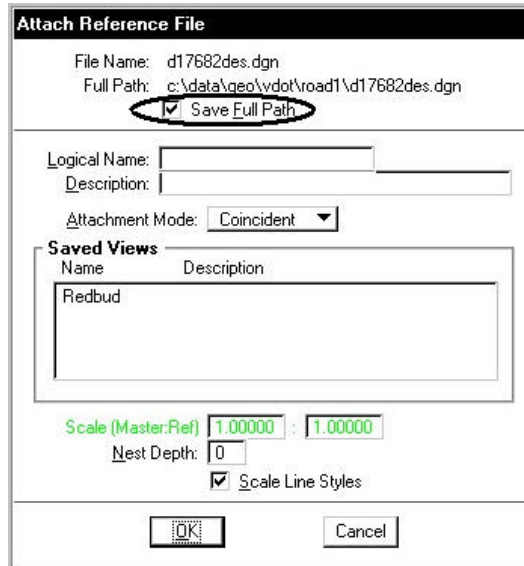 Attach Reference File
File Name: d17682des.dgn
Full Path: c:\data\geo\vdot\road1\d17682des.dgn
Save Full Path
Logical Name:
Description:
Attachment Mode: Coincident
Saved Views
Name Description
Redbud
Scale (Master:Ref) 1.00000 : 1.00000
Nest Depth: 0
Scale Line Styles
OK Cancel